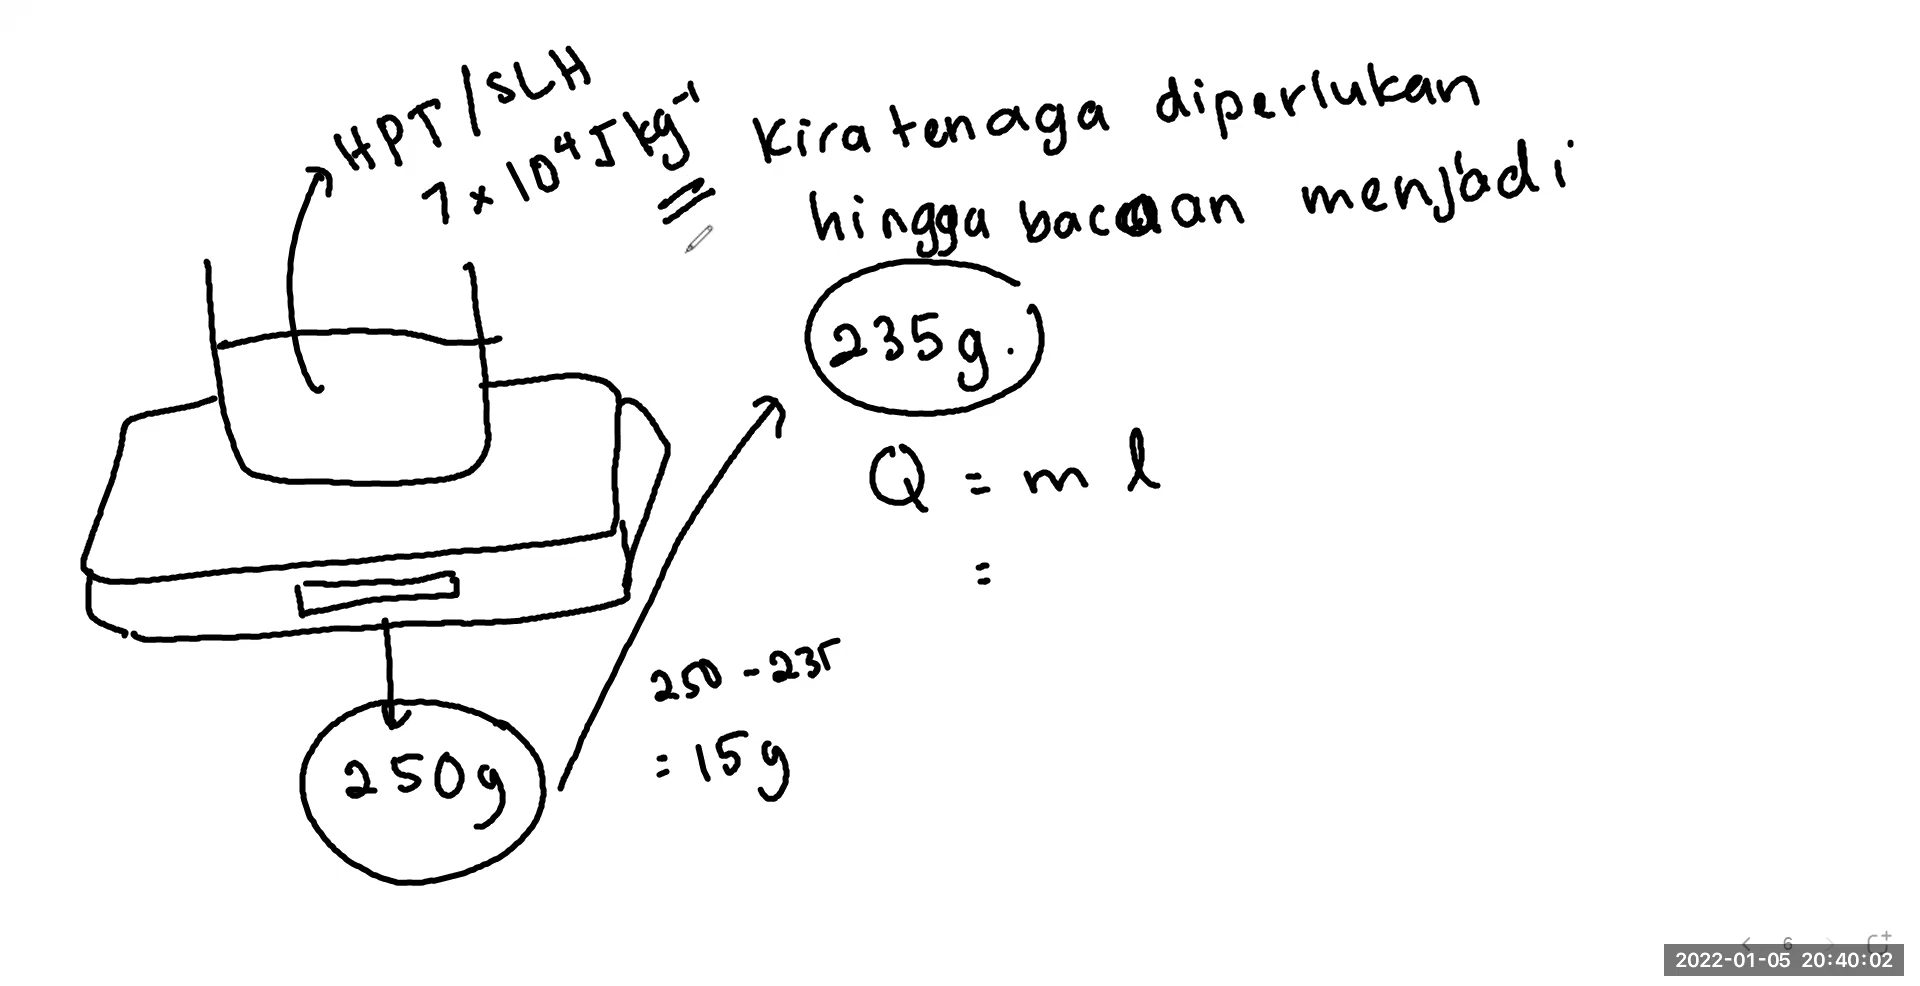 HPT/SLH
7 x 10⁴ J kg⁻¹
Kira tenaga diperlukan
hingga bacaan menjadi
235g.
Q = m l
=
250 - 235
= 15g
250g
6
2022-01-05 20:40:02